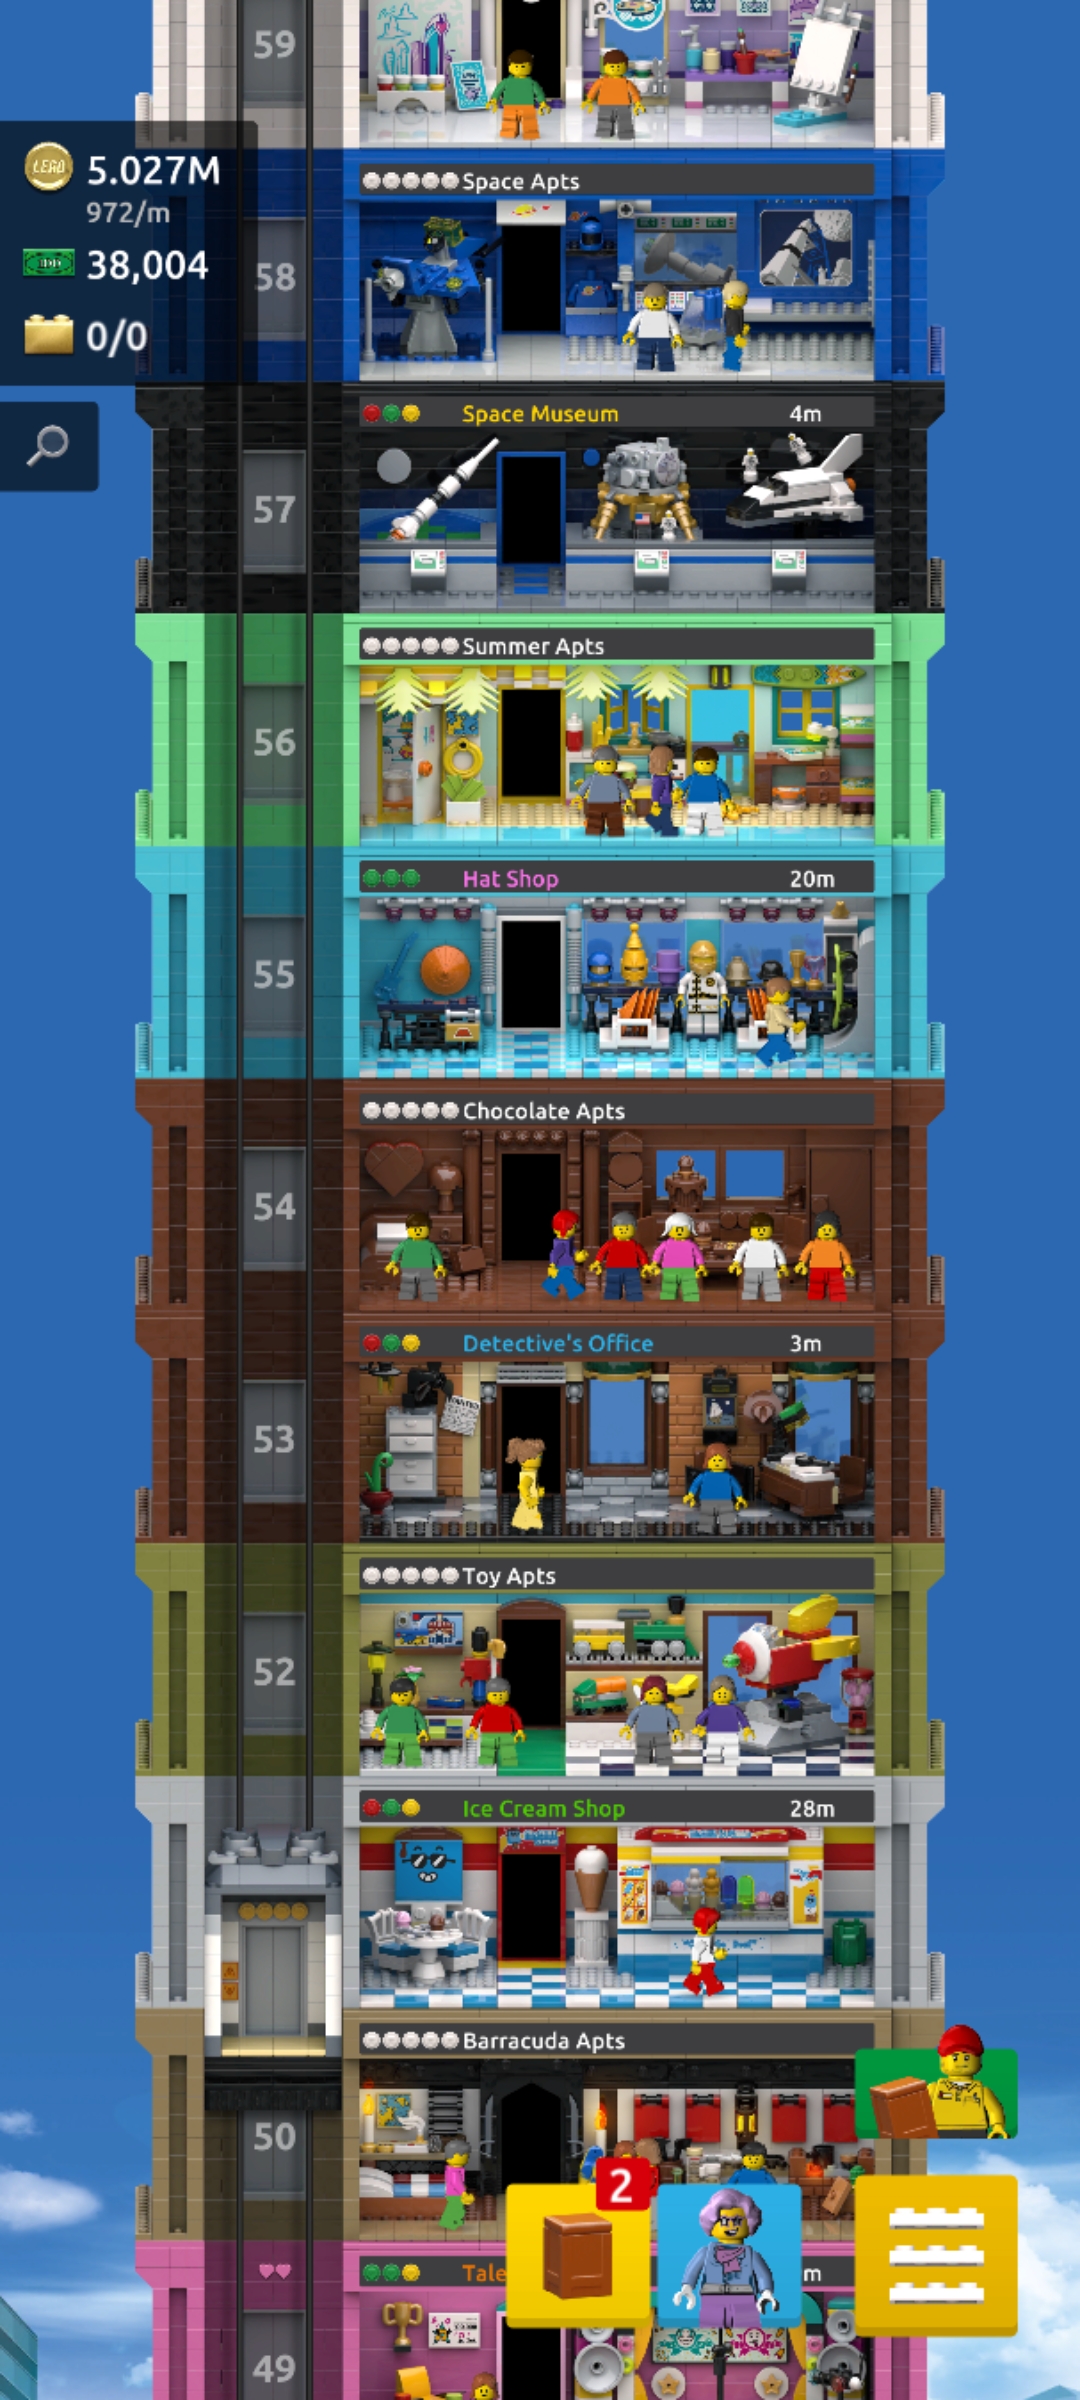 59
LEGO
5.027M
972/m
38,004
0/0
Space Apts
58
Space Museum 4m
57
Summer Apts
56
Hat Shop 20m
55
Chocolate Apts
54
Detective's Office 3m
53
Toy Apts
52
Ice Cream Shop 28m
Barracuda Apts
50
2
Tale
m
49